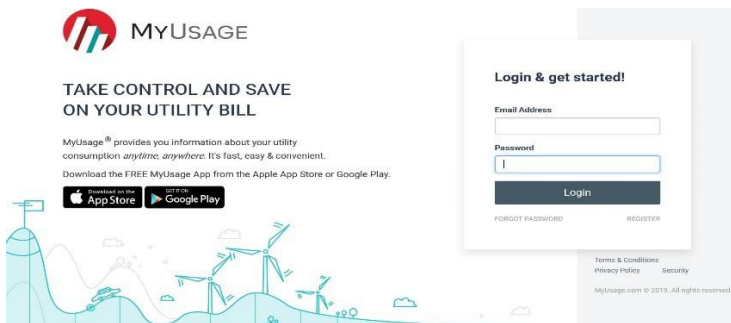 MYUSAGE
TAKE CONTROL AND SAVE
ON YOUR UTILITY BILL
MyUsage® provides you information about your utility
consumption anytime, anywhere. It's fast, easy & convenient.
Download the FREE MyUsage App from the Apple App Store or Google Play.
Download on the
App Store
GET IT ON
Google Play
Login & get started!
Email Address
Password
Login
FORGOT PASSWORD
REGISTER
Terms & Conditions
Privacy Policy Security
MyUsage.com © 2019. All rights reserved